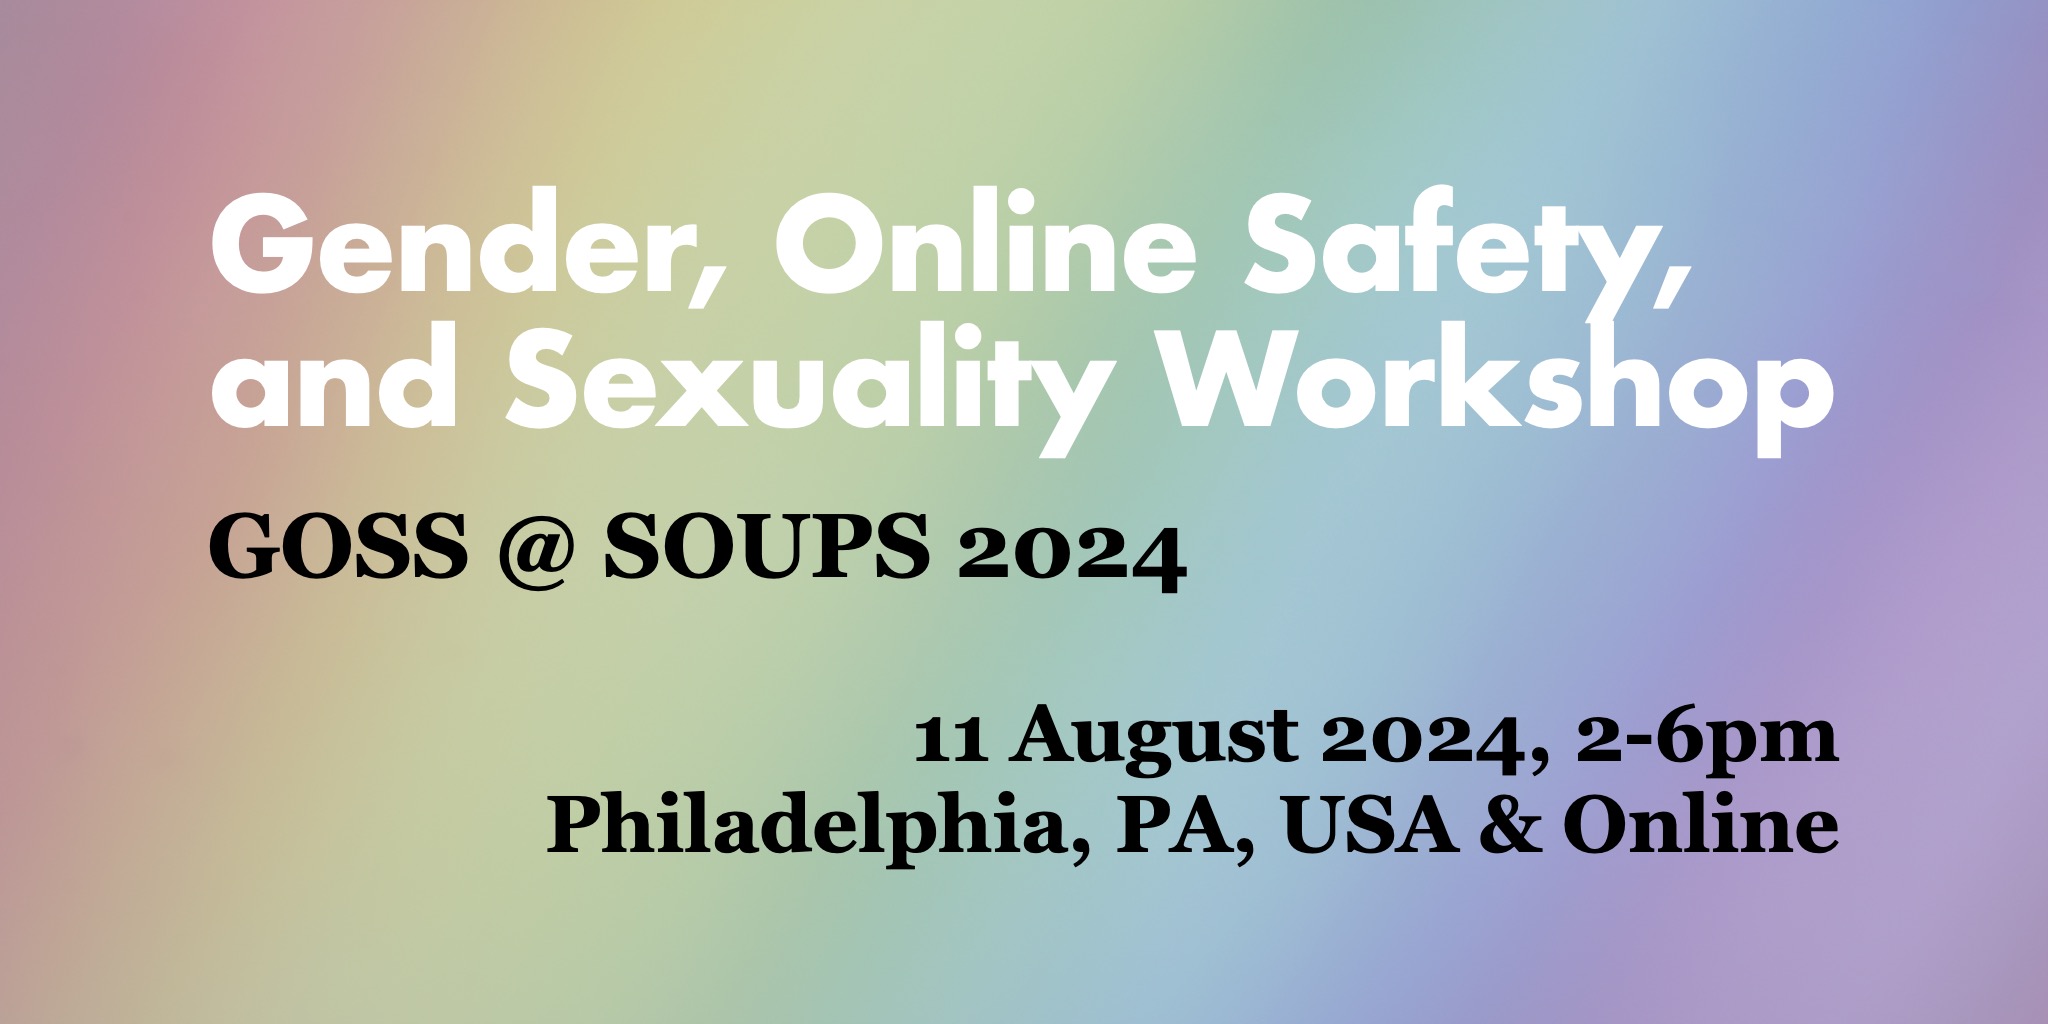 Gender, Online Safety,
and Sexuality Workshop
GOSS @ SOUPS 2024
11 August 2024, 2-6pm
Philadelphia, PA, USA & Online